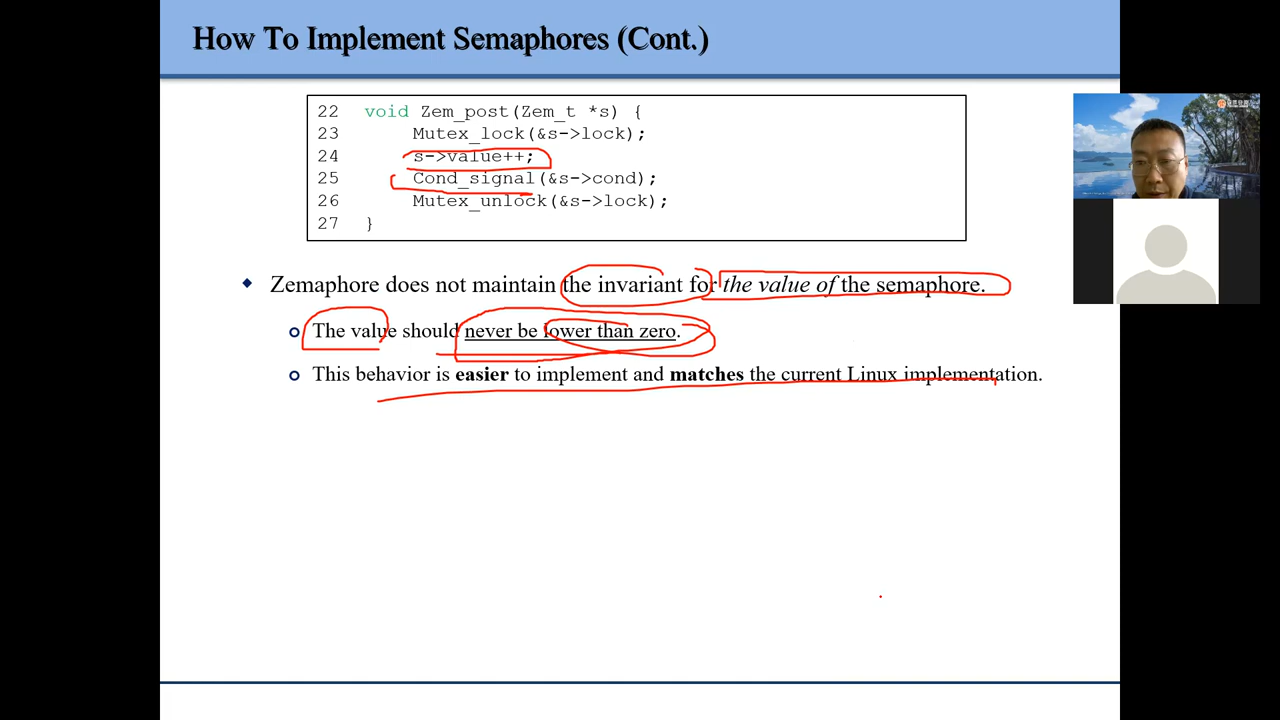 How To Implement Semaphores (Cont.)
22 void Zem_post(Zem_t *s) {
23 Mutex_lock(&s->lock);
24 s->value++;
25 Cond_signal(&s->cond);
26 Mutex_unlock(&s->lock);
27 }
Zemaphore does not maintain the invariant for the value of the semaphore.
The value should never be lower than zero.
This behavior is easier to implement and matches the current Linux implementation.